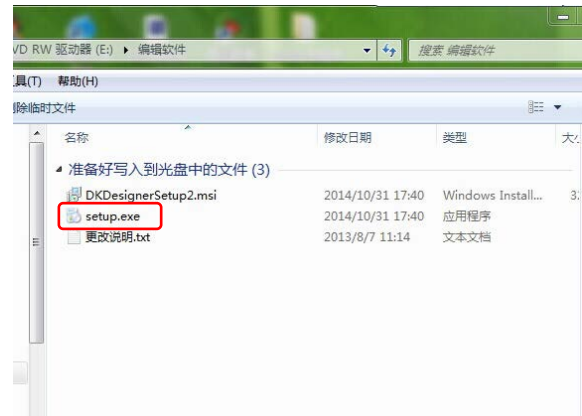 VD RW 驱动器 (E:) ▸ 编辑软件 搜索 编辑软件
具(T) 帮助(H)
除临时文件
名称 修改日期 类型 大
准备好写入到光盘中的文件 (3)
DKDesignerSetup2.msi 2014/10/31 17:40 Windows Install... 3
setup.exe 2014/10/31 17:40 应用程序
更改说明.txt 2013/8/7 11:14 文本文档